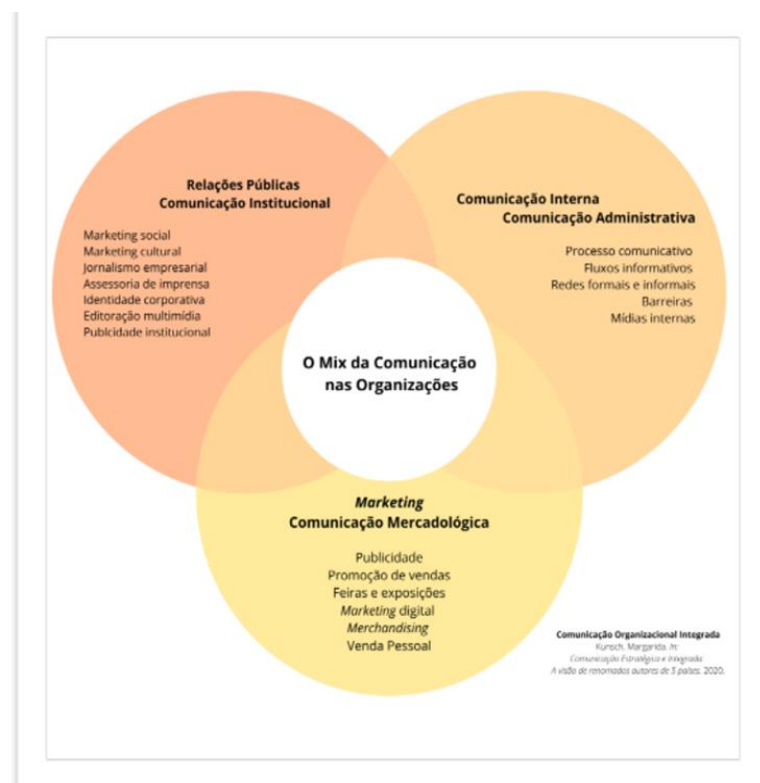 Relações Públicas
Comunicação Institucional
Marketing social
Marketing cultural
Jornalismo empresarial
Assessoria de imprensa
Identidade corporativa
Editoração multimídia
Publcidade institucional
Comunicação Interna
Comunicação Administrativa
Processo comunicativo
Fluxos informativos
Redes formais e informais
Barreiras
Mídias internas
O Mix da Comunicação
nas Organizações
Marketing
Comunicação Mercadológica
Publicidade
Promoção de vendas
Feiras e exposições
Marketing digital
Merchandising
Venda Pessoal
Comunicação Organizacional Integrada
Kunsch, Margarida. In:
Comunicação Estratégica e Integrada:
A visão de renomados autores de 5 países. 2020.